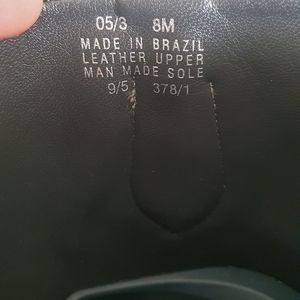 05/3 8M
MADE IN BRAZIL
LEATHER UPPER
MAN MADE SOLE
9/5 378/1